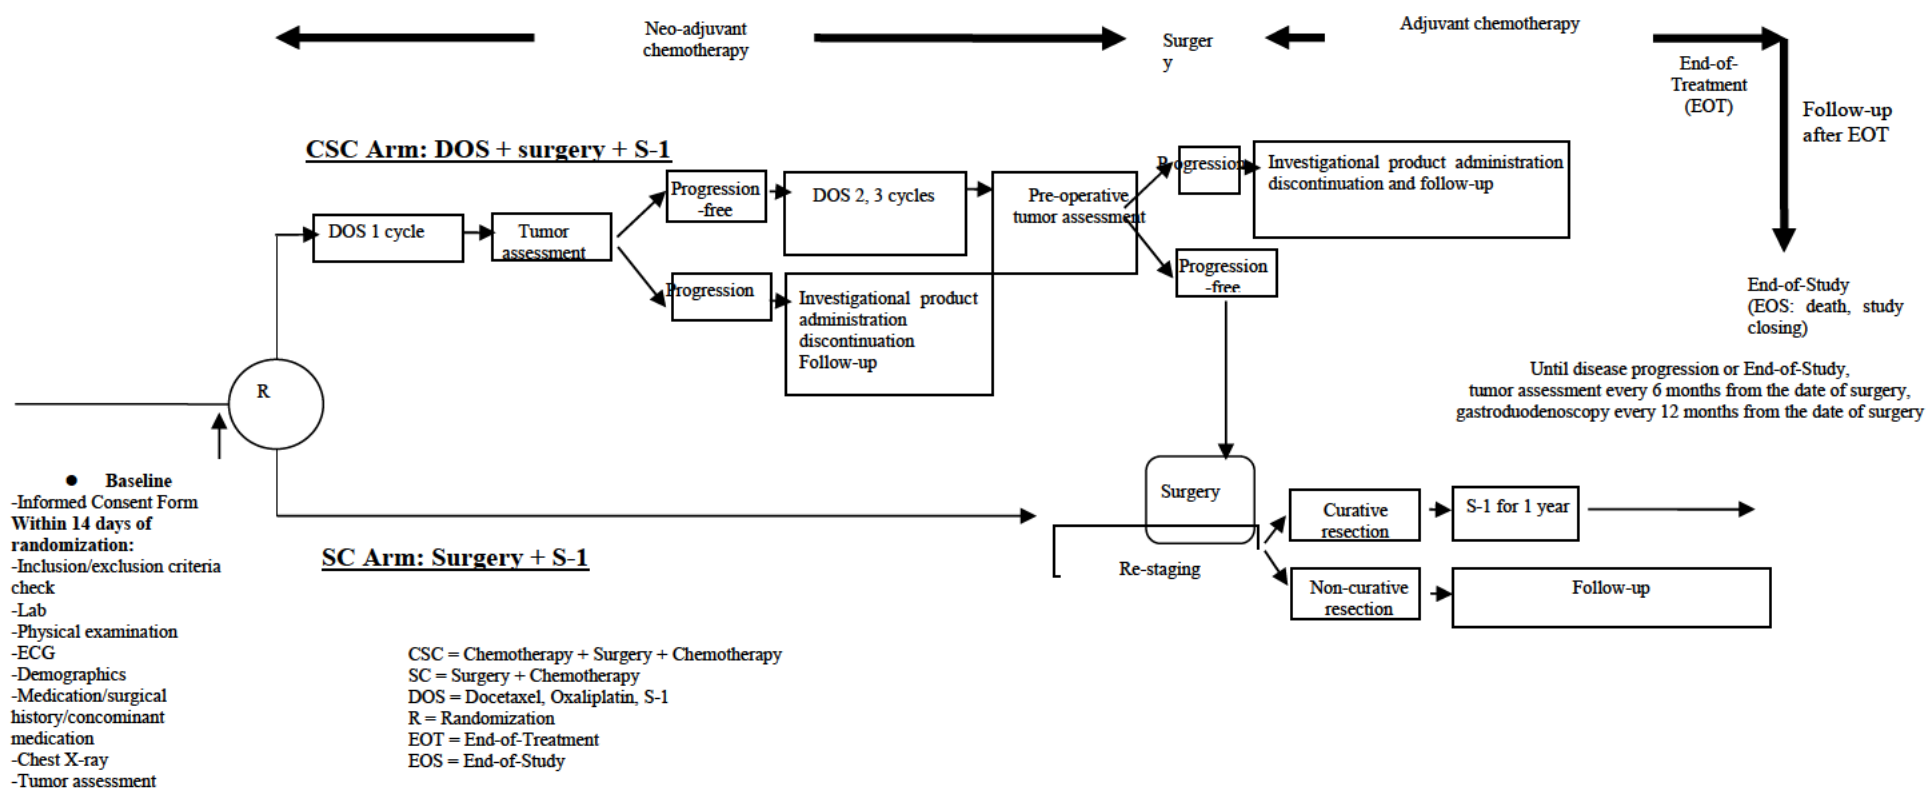 Neo-adjuvant
chemotherapy
Surger
y
Adjuvant chemotherapy
End-of-
Treatment
(EOT)
Follow-up
after EOT
CSC Arm: DOS + surgery + S-1
DOS 1 cycle
Tumor
assessment
Progression
-free
DOS 2, 3 cycles
Pre-operative
tumor assessment
Progression
Investigational product administration
discontinuation and follow-up
Progression
-free
Progression
Investigational product
administration
discontinuation
Follow-up
End-of-Study
(EOS: death, study
closing)
Until disease progression or End-of-Study,
tumor assessment every 6 months from the date of surgery,
gastroduodenoscopy every 12 months from the date of surgery
R
● Baseline
-Informed Consent Form
Within 14 days of
randomization:
-Inclusion/exclusion criteria
check
-Lab
-Physical examination
-ECG
-Demographics
-Medication/surgical
history/concominant
medication
-Chest X-ray
-Tumor assessment
SC Arm: Surgery + S-1
Surgery
Re-staging
Curative
resection
S-1 for 1 year
Non-curative
resection
Follow-up
CSC = Chemotherapy + Surgery + Chemotherapy
SC = Surgery + Chemotherapy
DOS = Docetaxel, Oxaliplatin, S-1
R = Randomization
EOT = End-of-Treatment
EOS = End-of-Study